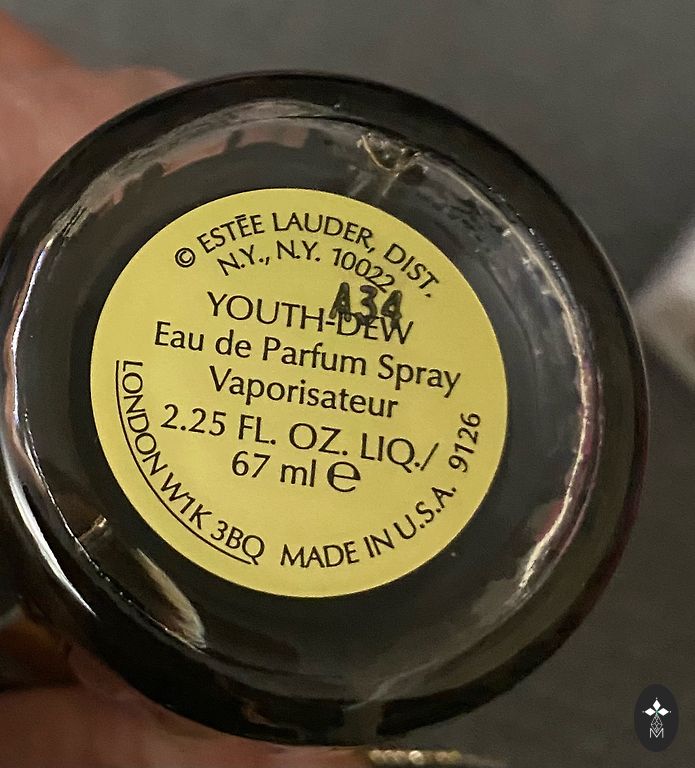 © ESTĒE LAUDER, DIST.
N.Y., N.Y. 10022
A34
YOUTH-DEW
Eau de Parfum Spray
Vaporisateur
2.25 FL. OZ. LIQ./
67 ml ℮
LONDON W1K 3BQ MADE IN U.S.A. 9126
M